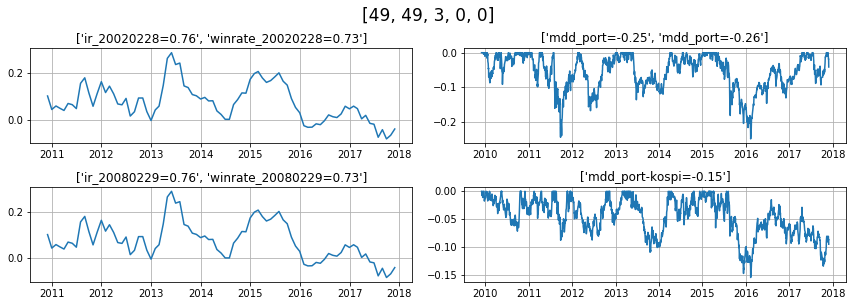 [49, 49, 3, 0, 0]
['ir_20020228=0.76', 'winrate_20020228=0.73']
0.2
0.0
2011 2012 2013 2014 2015 2016 2017 2018
['mdd_port=-0.25', 'mdd_port=-0.26']
0.0
−0.1
−0.2
2010 2011 2012 2013 2014 2015 2016 2017 2018
['ir_20080229=0.76', 'winrate_20080229=0.73']
0.2
0.0
2011 2012 2013 2014 2015 2016 2017 2018
['mdd_port-kospi=-0.15']
0.00
−0.05
−0.10
−0.15
2010 2011 2012 2013 2014 2015 2016 2017 2018